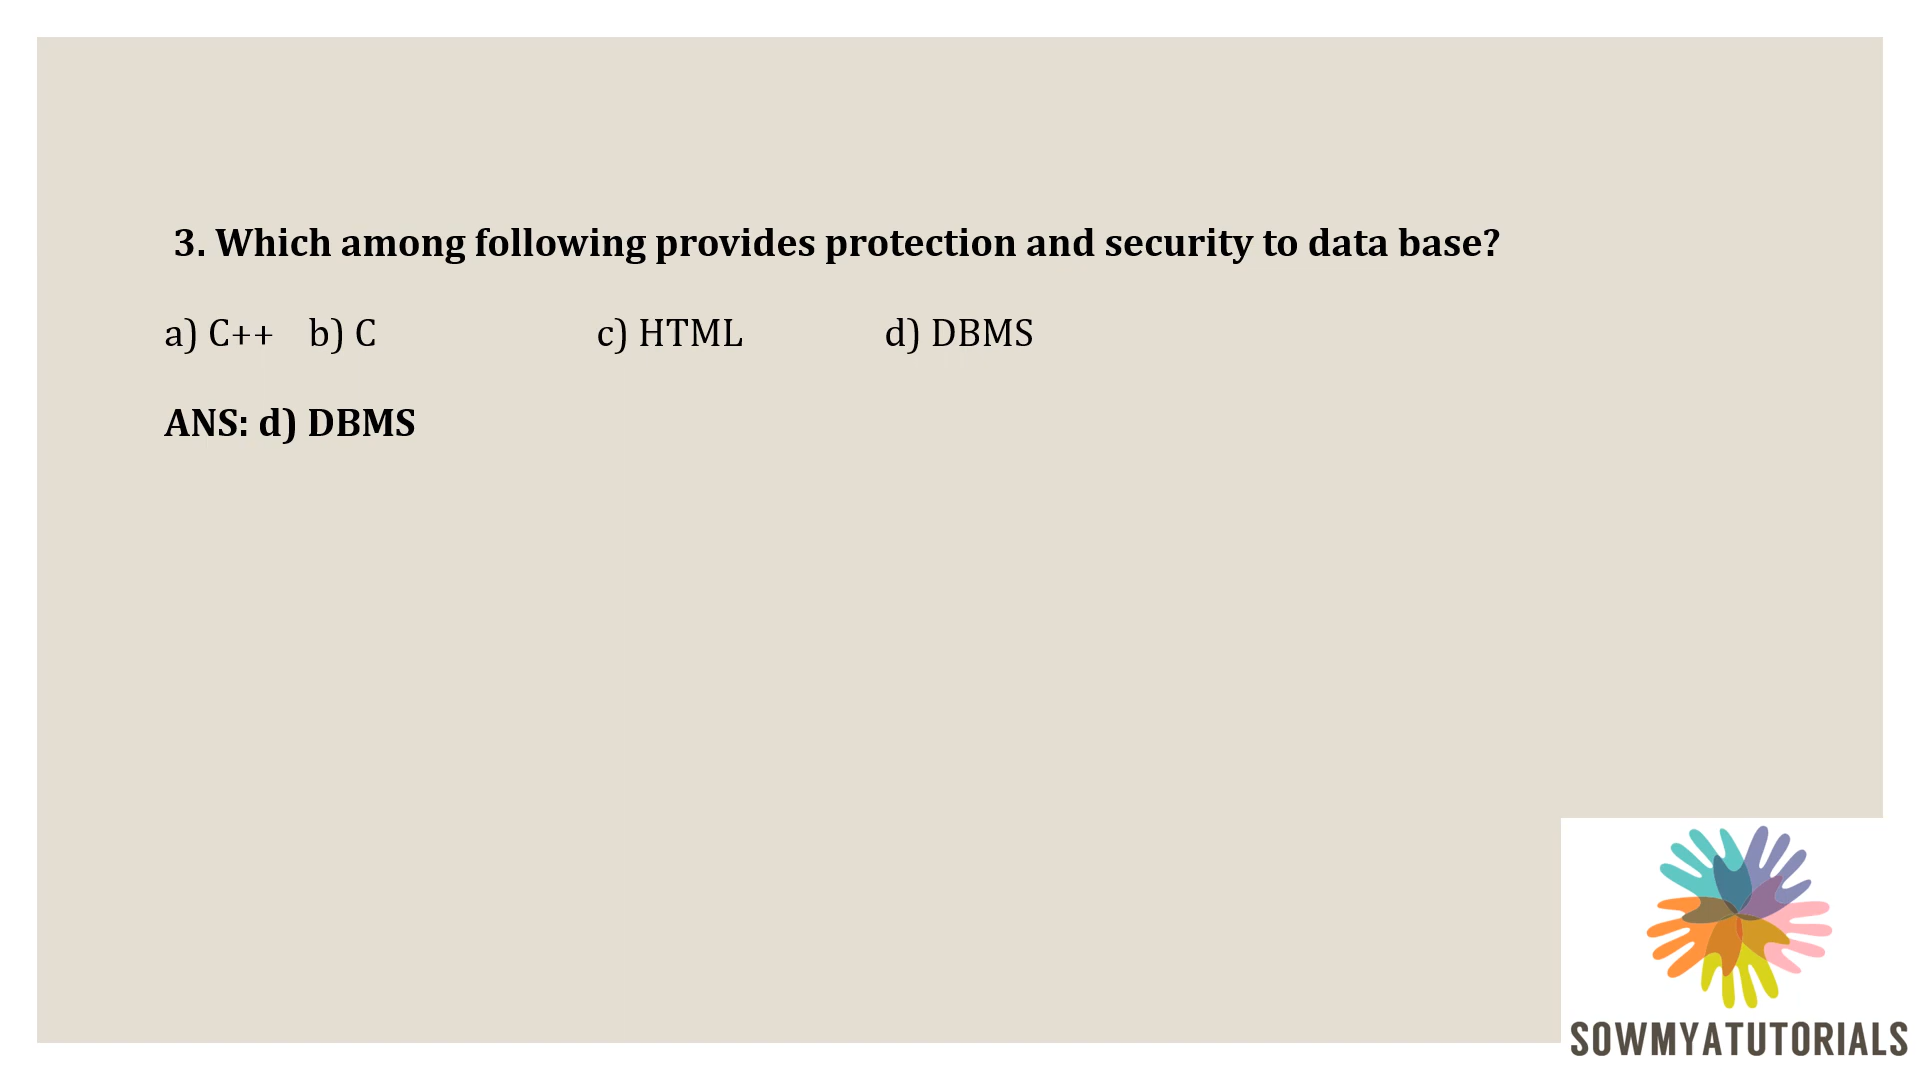 3. Which among following provides protection and security to data base?
a) C++ b) C c) HTML d) DBMS
ANS: d) DBMS
SOWMYATUTORIALS